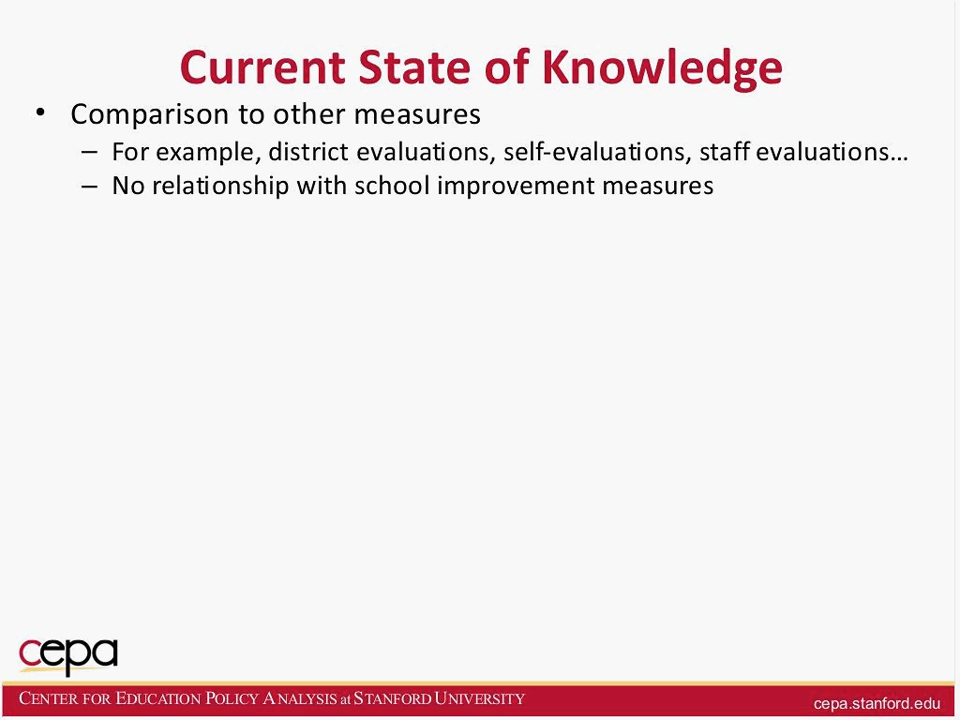 Current State of Knowledge
• Comparison to other measures
– For example, district evaluations, self-evaluations, staff evaluations…
– No relationship with school improvement measures
cepa
CENTER FOR EDUCATION POLICY ANALYSIS at STANFORD UNIVERSITY
cepa.stanford.edu